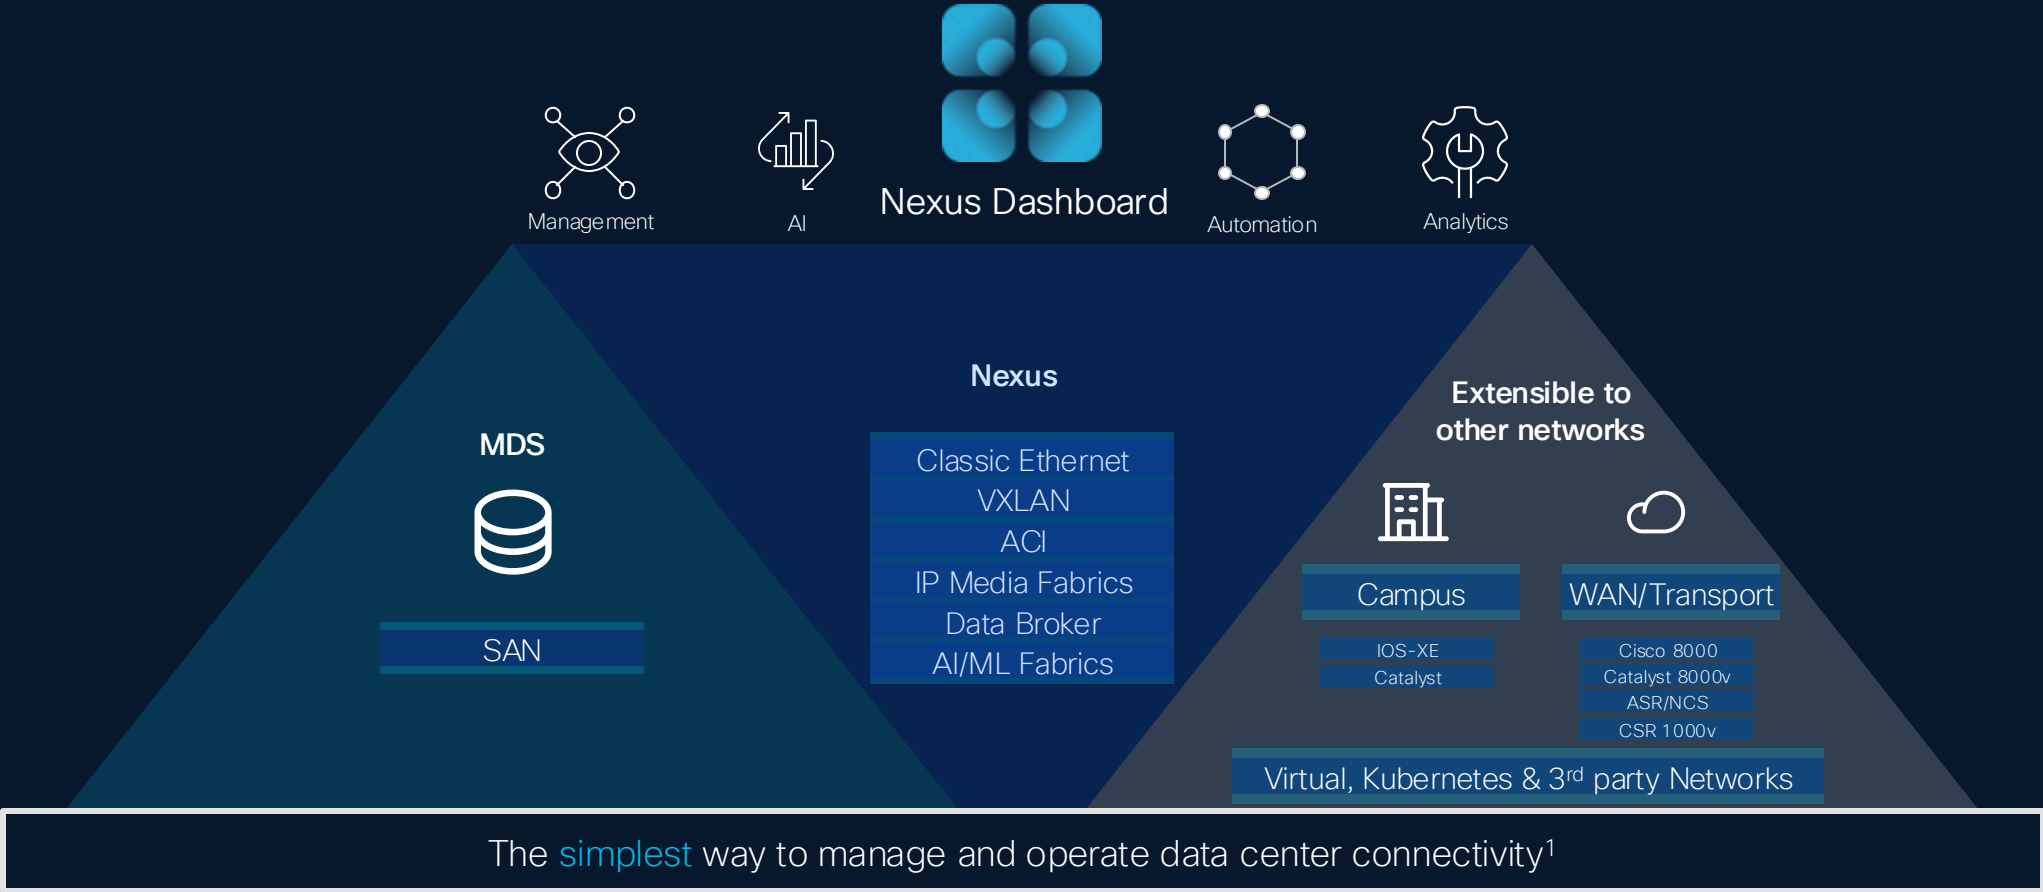 Nexus Dashboard
Management
AI
Automation
Analytics
MDS
SAN
Nexus
Classic Ethernet
VXLAN
ACI
IP Media Fabrics
Data Broker
AI/ML Fabrics
Extensible to
other networks
Campus
IOS-XE
Catalyst
WAN/Transport
Cisco 8000
Catalyst 8000v
ASR/NCS
CSR 1000v
Virtual, Kubernetes & 3rd party Networks
The simplest way to manage and operate data center connectivity1